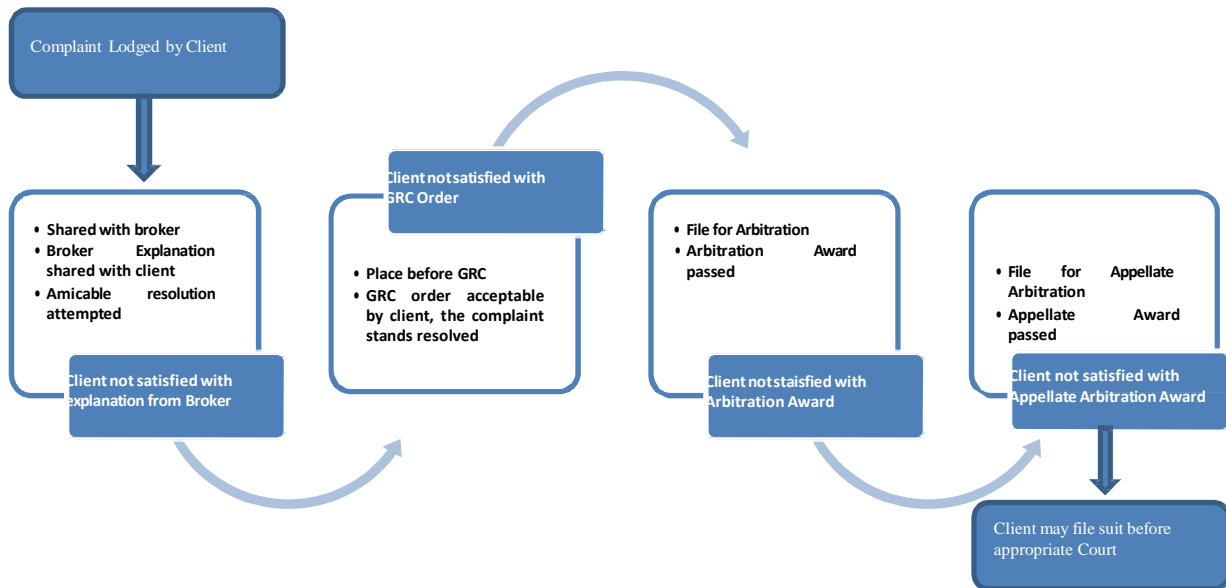 Complaint Lodged by Client
• Shared with broker
• Broker Explanation
shared with client
• Amicable resolution
attempted
Client not satisfied with
explanation from Broker
Client not satisfied with
GRC Order
• Place before GRC
• GRC order acceptable
by client, the complaint
stands resolved
• File for Arbitration
• Arbitration Award
passed
Client not staisfied with
Arbitration Award
• File for Appellate
Arbitration
• Appellate Award
passed
Client not satisfied with
Appellate Arbitration Award
Client may file suit before
appropriate Court